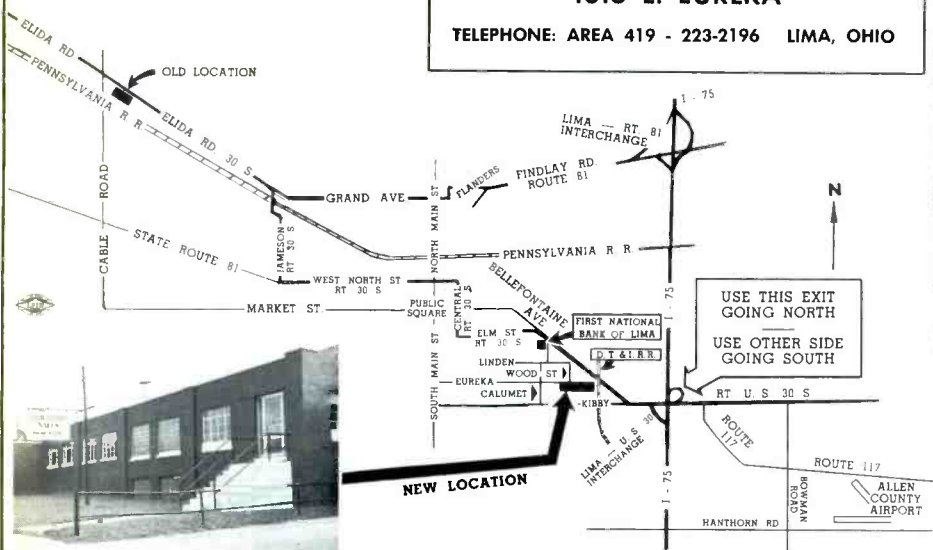 TELEPHONE: AREA 419 - 223-2196 LIMA, OHIO
ELIDA RD
PENNSYLVANIA R. R.
OLD LOCATION
ELIDA RD. 30 S
CABLE ROAD
STATE ROUTE 81
JAMESON
RT 30 S
GRAND AVE
NORTH MAIN ST
FLANDERS
FINDLAY RD.
ROUTE 81
LIMA — RT. 81
INTERCHANGE
I - 75
N
PENNSYLVANIA R. R.
WEST NORTH ST
RT 30 S
MARKET ST.
PUBLIC
SQUARE
CENTRAL
RT 30 S
BELLEFONTAINE
AVE
FIRST NATIONAL
BANK OF LIMA
ELM ST
RT 30 S
D. T & I. R.R.
LINDEN
WOOD ST
EUREKA
CALUMET
SOUTH MAIN ST
KIBBY
I - 75
USE THIS EXIT
GOING NORTH
USE OTHER SIDE
GOING SOUTH
RT U. S 30 S
LIMA — U. S 30
INTERCHANGE
ROUTE
117
ROUTE 117
BOWMAN
ROAD
ALLEN
COUNTY
AIRPORT
HANTHORN RD
I - 75
NEW LOCATION